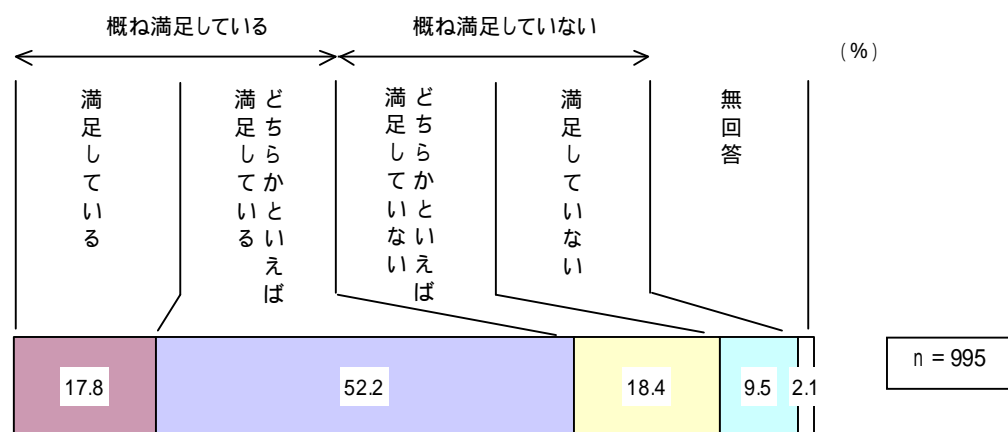 概ね満足している
概ね満足していない
(%)
満足している
どちらかといえば
満足している
どちらかといえば
満足していない
満足していない
無回答
17.8
52.2
18.4
9.5
2.1
n = 995